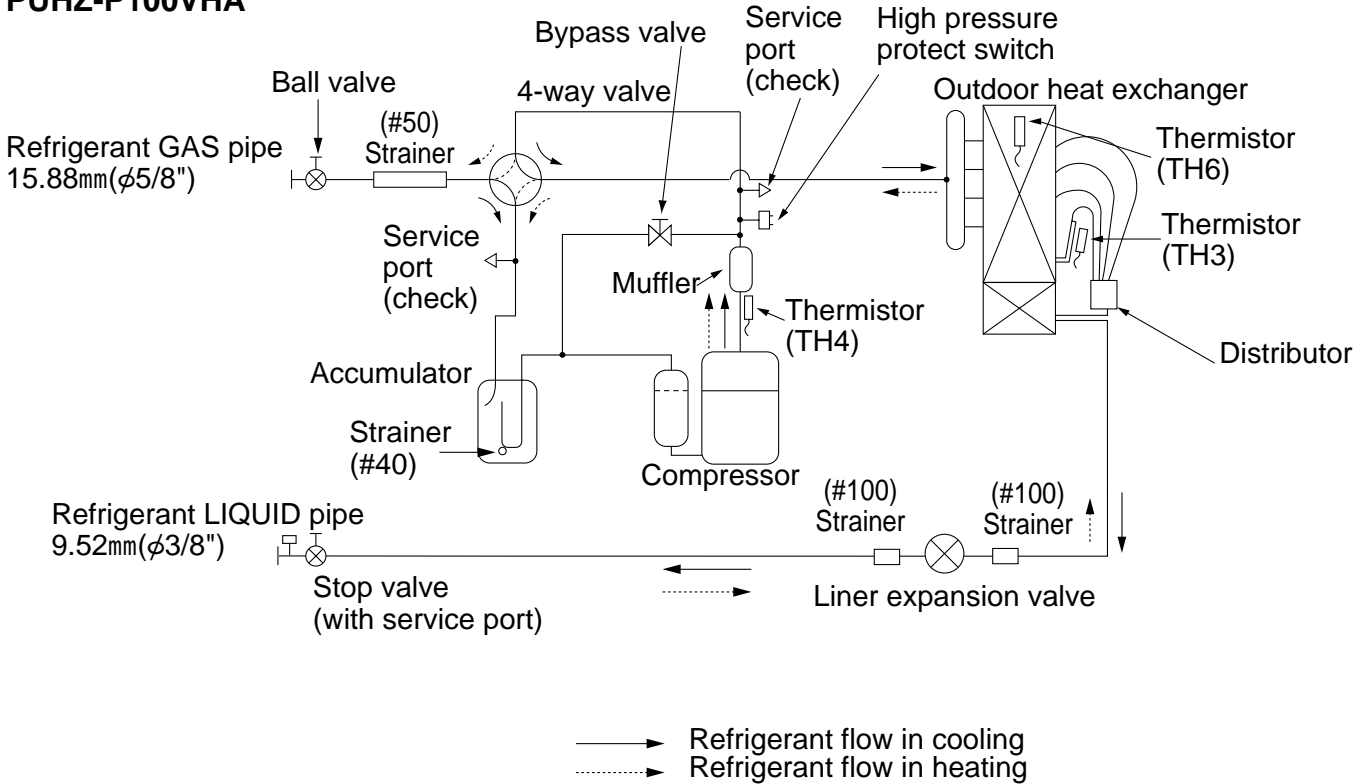 PUHZ-P100VHA
Bypass valve
Service
port
(check)
High pressure
protect switch
Ball valve
4-way valve
Outdoor heat exchanger
(#50)
Strainer
Refrigerant GAS pipe
15.88mm(ϕ5/8")
Thermistor
(TH6)
Service
port
(check)
Thermistor
(TH3)
Muffler
Thermistor
(TH4)
Distributor
Accumulator
Strainer
(#40)
Compressor
(#100)
Strainer
(#100)
Strainer
Refrigerant LIQUID pipe
9.52mm(ϕ3/8")
Stop valve
(with service port)
Liner expansion valve
Refrigerant flow in cooling
Refrigerant flow in heating